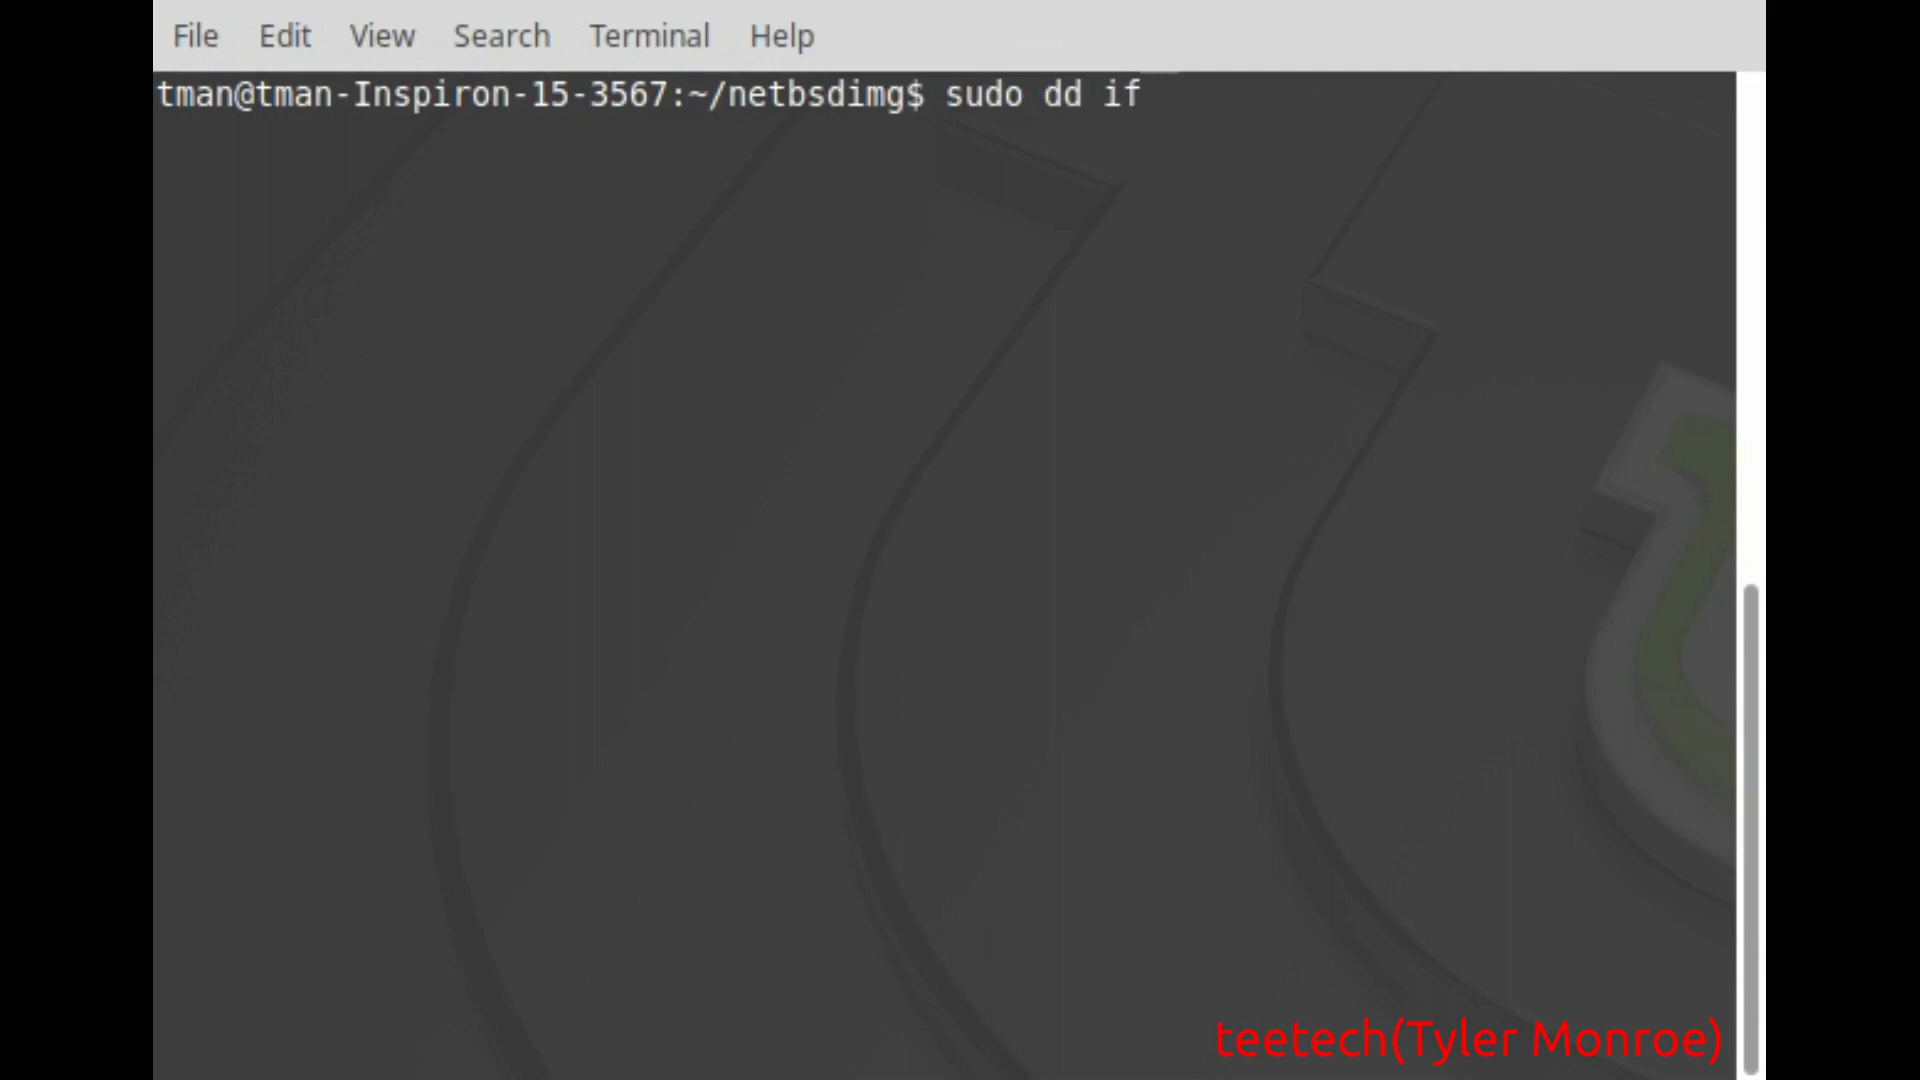 File Edit View Search Terminal Help
tman@tman-Inspiron-15-3567:~/netbsdimg$ sudo dd if
teetech(Tyler Monroe)